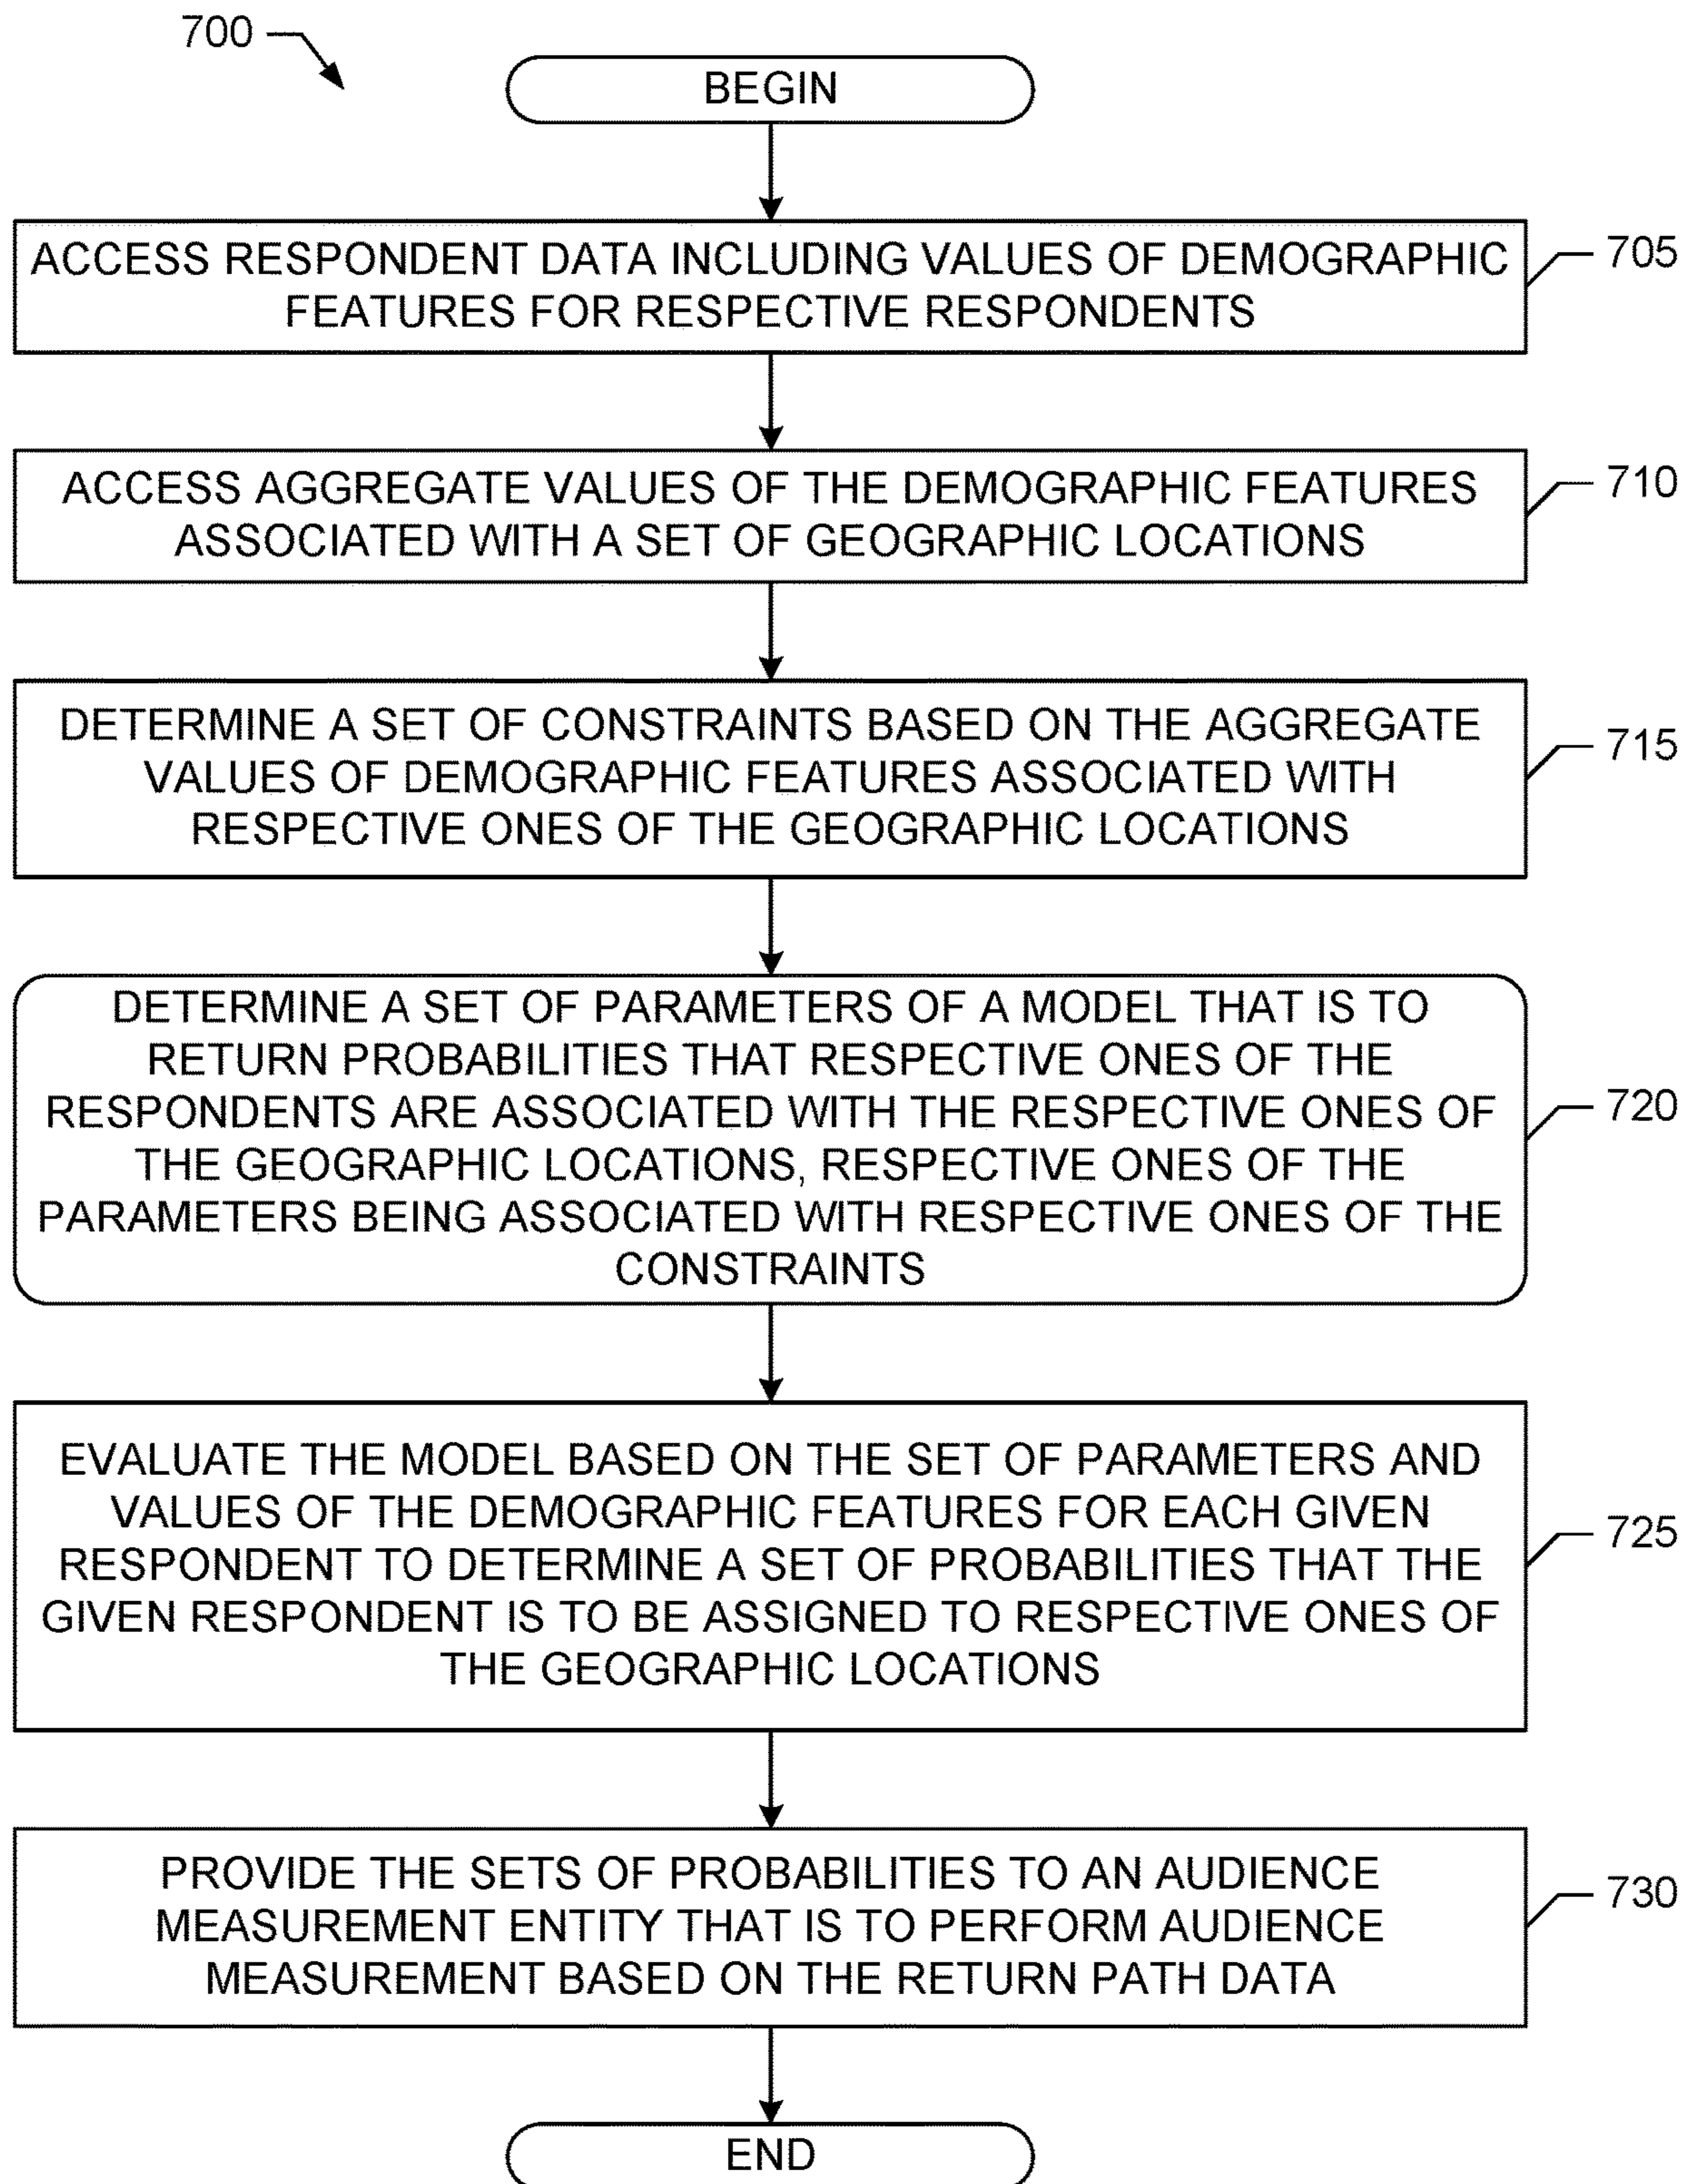 700
BEGIN
ACCESS RESPONDENT DATA INCLUDING VALUES OF DEMOGRAPHIC
FEATURES FOR RESPECTIVE RESPONDENTS
705
ACCESS AGGREGATE VALUES OF THE DEMOGRAPHIC FEATURES
ASSOCIATED WITH A SET OF GEOGRAPHIC LOCATIONS
710
DETERMINE A SET OF CONSTRAINTS BASED ON THE AGGREGATE
VALUES OF DEMOGRAPHIC FEATURES ASSOCIATED WITH
RESPECTIVE ONES OF THE GEOGRAPHIC LOCATIONS
715
DETERMINE A SET OF PARAMETERS OF A MODEL THAT IS TO
RETURN PROBABILITIES THAT RESPECTIVE ONES OF THE
RESPONDENTS ARE ASSOCIATED WITH THE RESPECTIVE ONES OF
THE GEOGRAPHIC LOCATIONS, RESPECTIVE ONES OF THE
PARAMETERS BEING ASSOCIATED WITH RESPECTIVE ONES OF THE
CONSTRAINTS
720
EVALUATE THE MODEL BASED ON THE SET OF PARAMETERS AND
VALUES OF THE DEMOGRAPHIC FEATURES FOR EACH GIVEN
RESPONDENT TO DETERMINE A SET OF PROBABILITIES THAT THE
GIVEN RESPONDENT IS TO BE ASSIGNED TO RESPECTIVE ONES OF
THE GEOGRAPHIC LOCATIONS
725
PROVIDE THE SETS OF PROBABILITIES TO AN AUDIENCE
MEASUREMENT ENTITY THAT IS TO PERFORM AUDIENCE
MEASUREMENT BASED ON THE RETURN PATH DATA
730
END